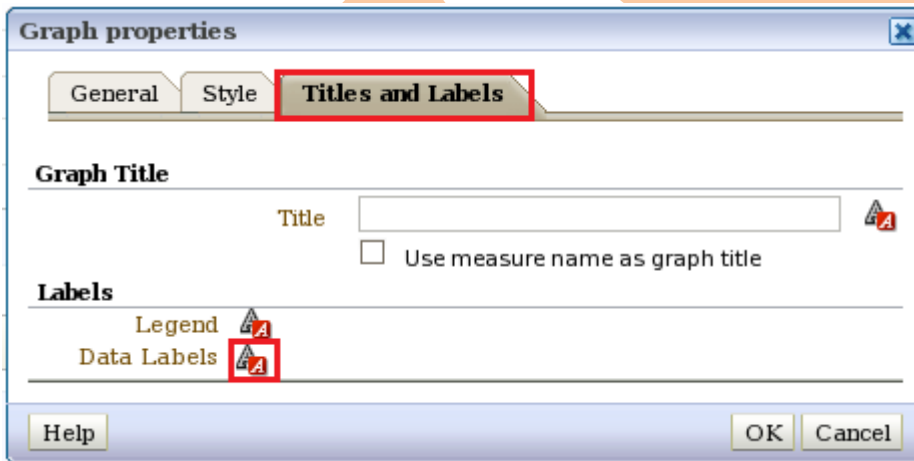 Graph properties
General Style Titles and Labels
Graph Title
Title
Use measure name as graph title
Labels
Legend
Data Labels
Help OK Cancel